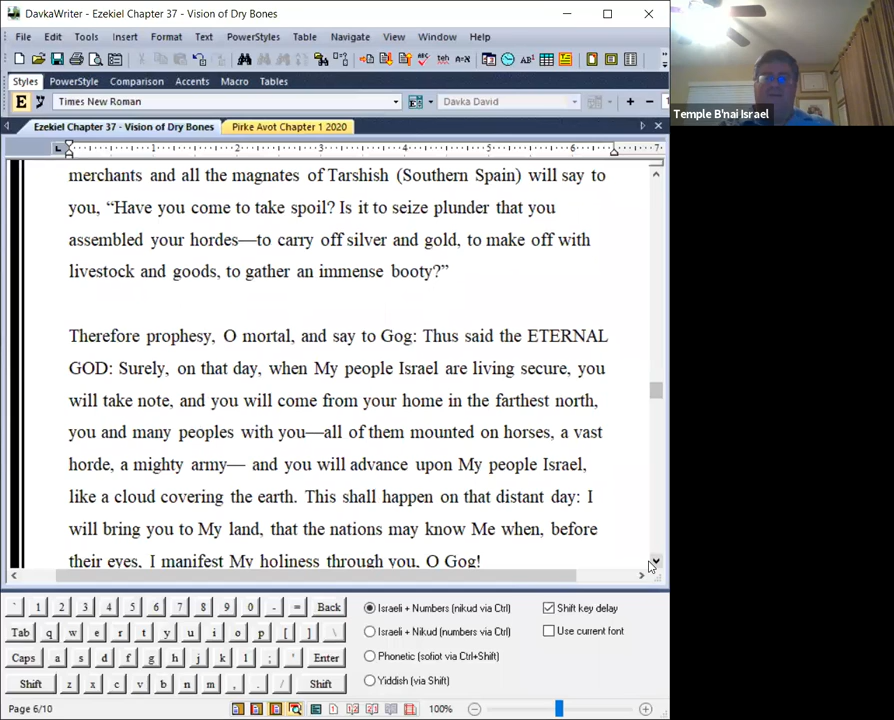 DavkaWriter - Ezekiel Chapter 37 - Vision of Dry Bones
File Edit Tools Insert Format Text PowerStyles Table Navigate View Window Help
Styles PowerStyle Comparison Accents Macro Tables
E Times New Roman Davka David
Ezekiel Chapter 37 - Vision of Dry Bones Pirke Avot Chapter 1 2020
1 2 3 4 5 6 7
merchants and all the magnates of Tarshish (Southern Spain) will say to
you, “Have you come to take spoil? Is it to seize plunder that you
assembled your hordes—to carry off silver and gold, to make off with
livestock and goods, to gather an immense booty?”
Therefore prophesy, O mortal, and say to Gog: Thus said the ETERNAL
GOD: Surely, on that day, when My people Israel are living secure, you
will take note, and you will come from your home in the farthest north,
you and many peoples with you—all of them mounted on horses, a vast
horde, a mighty army— and you will advance upon My people Israel,
like a cloud covering the earth. This shall happen on that distant day: I
will bring you to My land, that the nations may know Me when, before
their eyes, I manifest My holiness through you, O Gog!
` 1 2 3 4 5 6 7 8 9 0 - = Back
Tab q w e r t y u i o p [ ] \
Caps a s d f g h j k l ; ' Enter
Shift z x c v b n m , . / Shift
Israeli + Numbers (nikud via Ctrl)
Israeli + Nikud (numbers via Ctrl)
Phonetic (sofiot via Ctrl+Shift)
Yiddish (via Shift)
Shift key delay
Use current font
Page 6/10 100%
Temple B'nai Israel